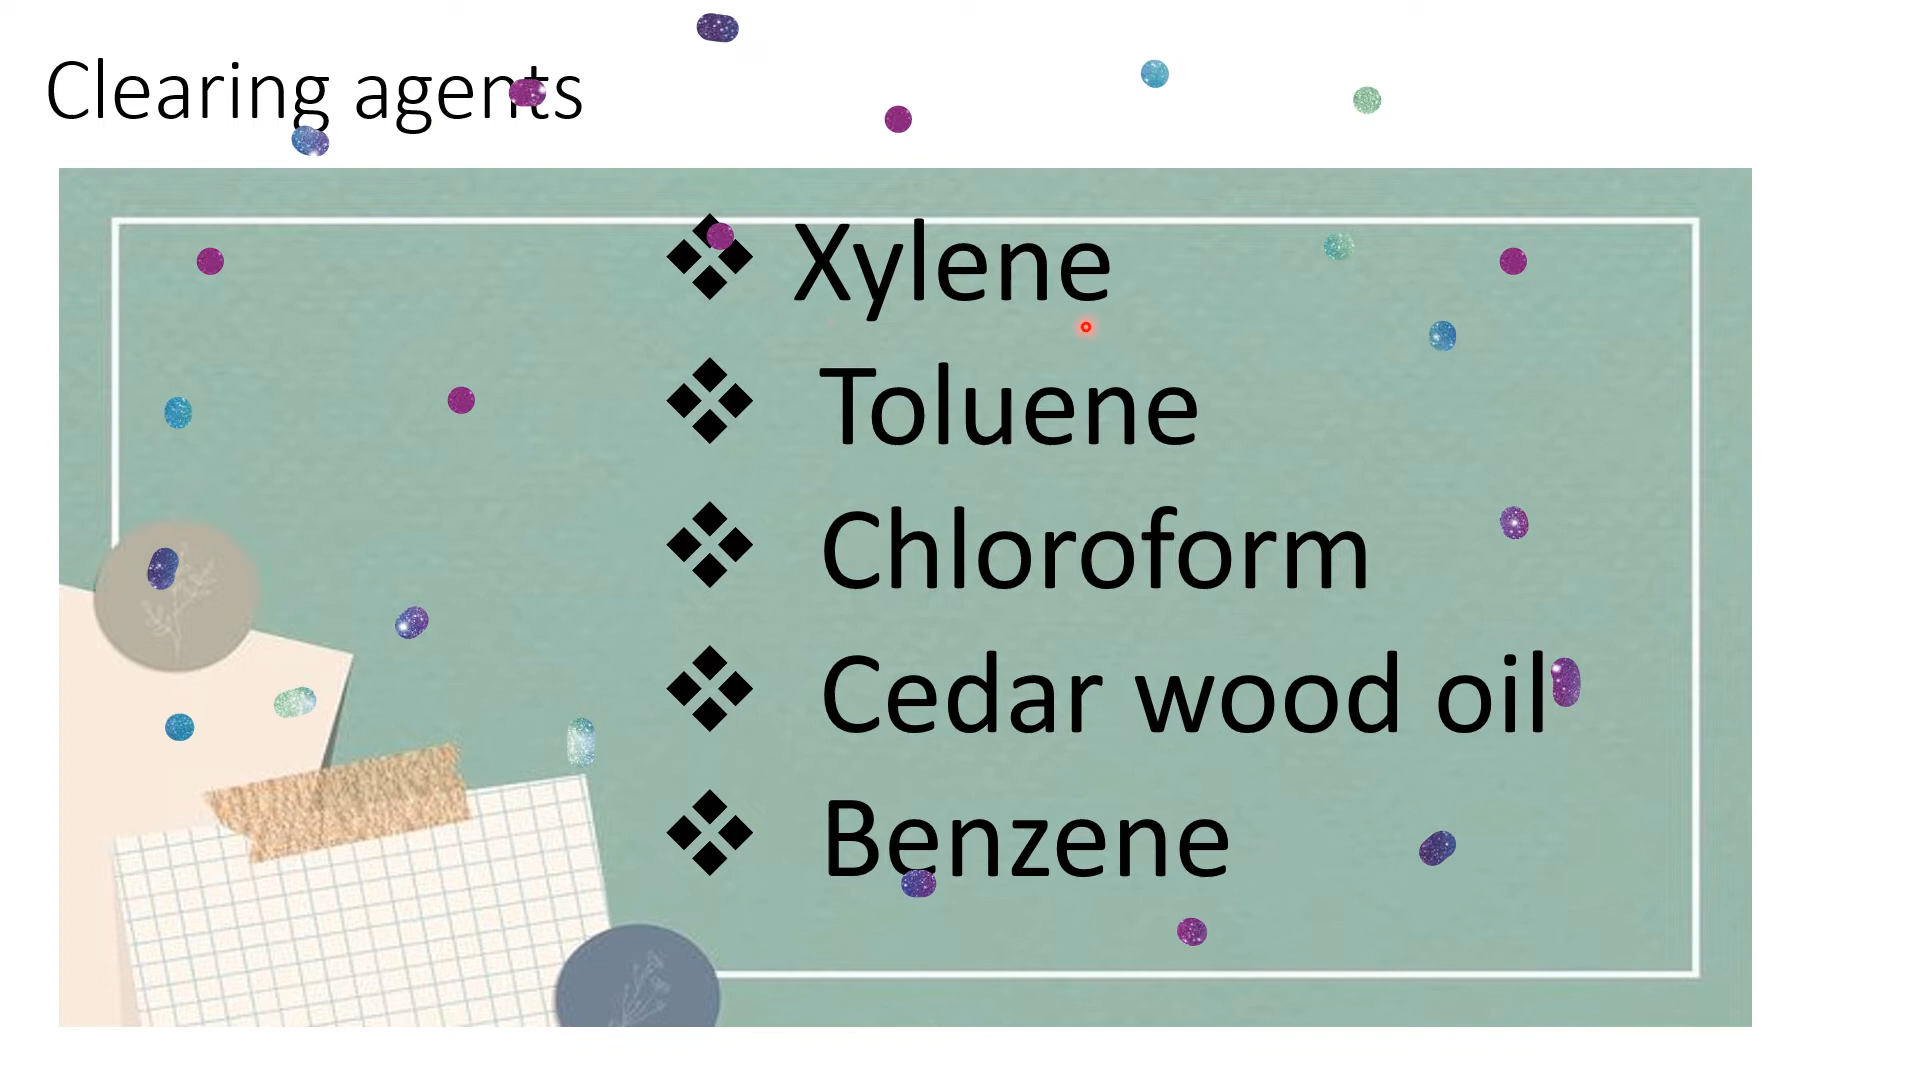 Clearing agents
❖ Xylene
❖ Toluene
❖ Chloroform
❖ Cedar wood oil
❖ Benzene